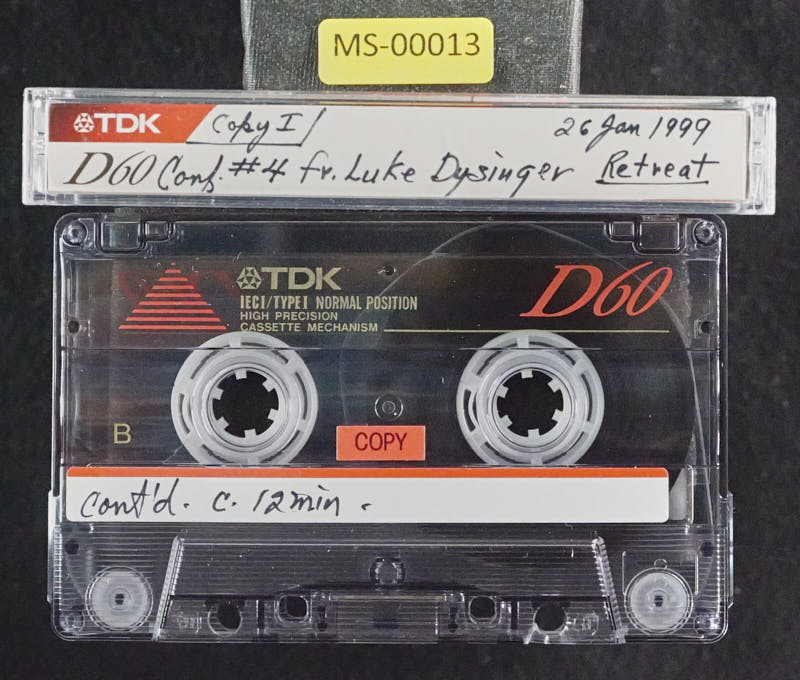 MS-00013
TDK Copy I 26 Jan 1999
D60 Conf. #4 fr. Luke Dysinger Retreat
TDK D60
IECI/TYPE I NORMAL POSITION
HIGH PRECISION
CASSETTE MECHANISM
B
COPY
Cont'd. c. 12 min.